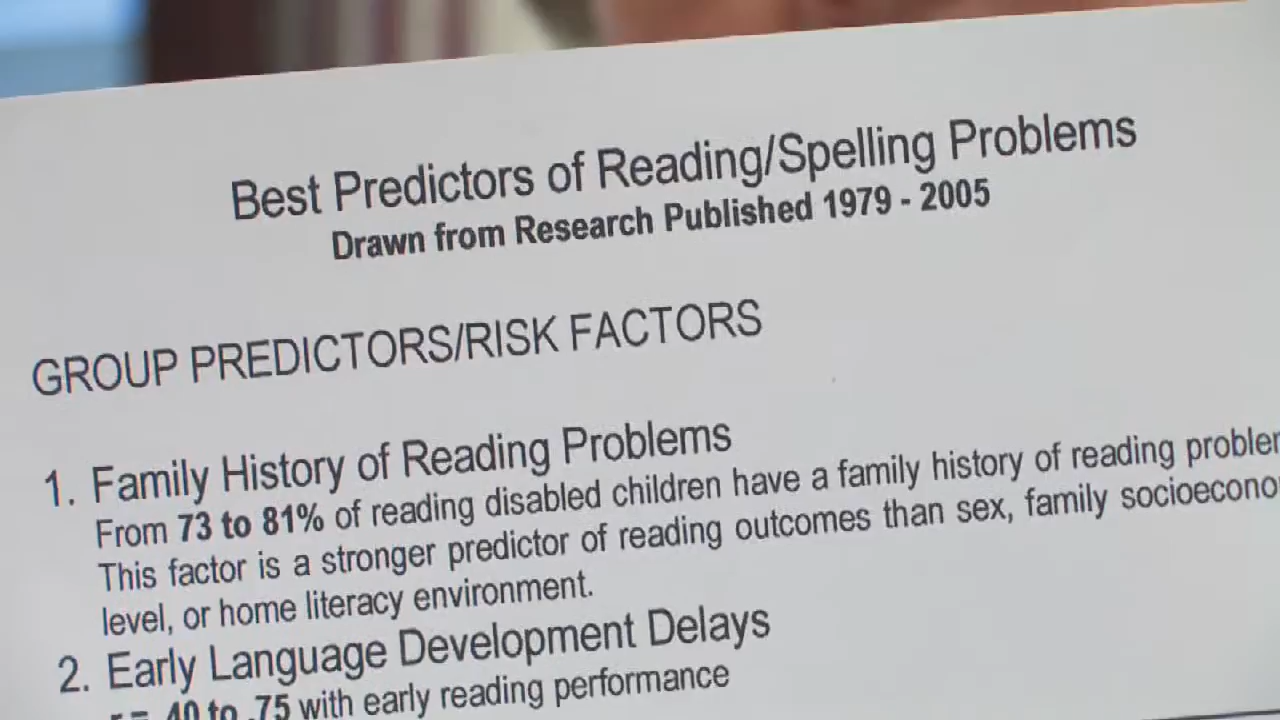 Best Predictors of Reading/Spelling Problems
Drawn from Research Published 1979 - 2005
GROUP PREDICTORS/RISK FACTORS
1. Family History of Reading Problems
From 73 to 81% of reading disabled children have a family history of reading
This factor is a stronger predictor of reading outcomes than sex, family
level, or home literacy environment.
2. Early Language Development Delays
r = .40 to .75 with early reading performance